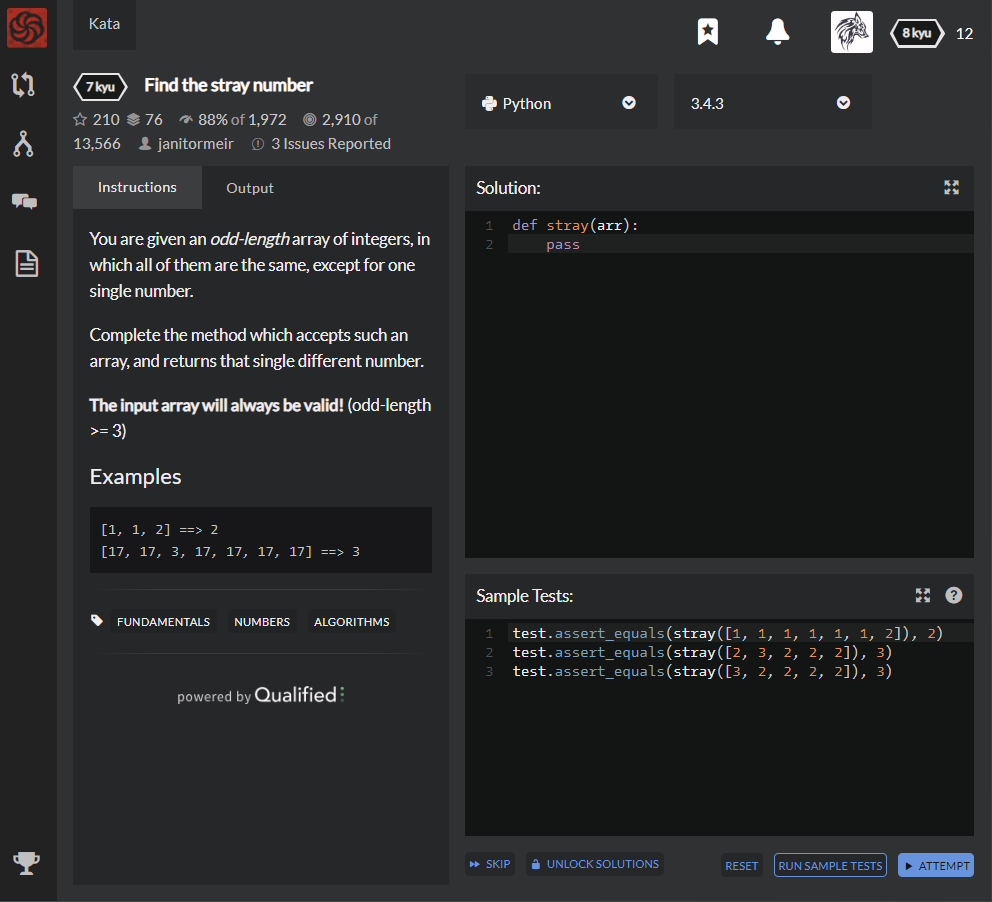 Kata
8 kyu 12
7 kyu Find the stray number
210 76 88% of 1,972 2,910 of
13,566 janitormeir 3 Issues Reported
Python
3.4.3
Instructions Output
You are given an odd-length array of integers, in
which all of them are the same, except for one
single number.
Complete the method which accepts such an
array, and returns that single different number.
The input array will always be valid! (odd-length
>= 3)
Examples
[1, 1, 2] ==> 2
[17, 17, 3, 17, 17, 17, 17] ==> 3
FUNDAMENTALS NUMBERS ALGORITHMS
powered by Qualified
Solution:
1 def stray(arr):
2     pass
Sample Tests:
?
1 test.assert_equals(stray([1, 1, 1, 1, 1, 1, 2]), 2)
2 test.assert_equals(stray([2, 3, 2, 2, 2]), 3)
3 test.assert_equals(stray([3, 2, 2, 2, 2]), 3)
SKIP UNLOCK SOLUTIONS RESET RUN SAMPLE TESTS ATTEMPT